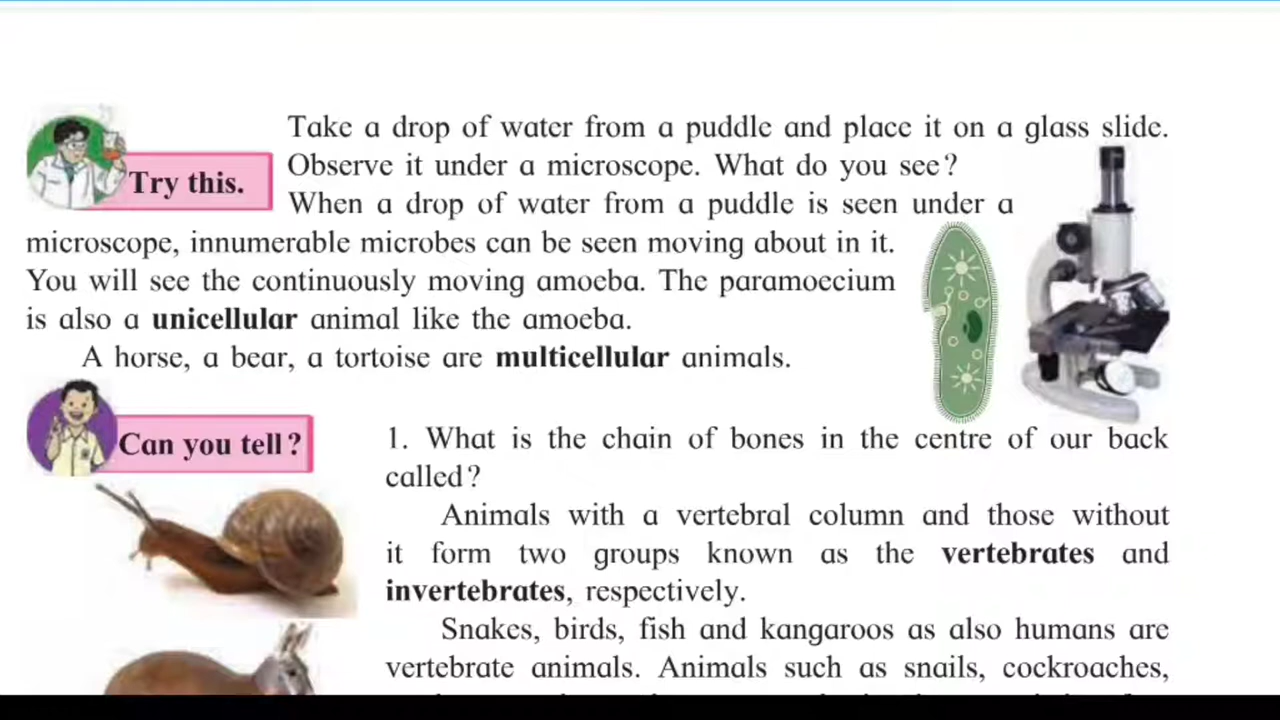 Take a drop of water from a puddle and place it on a glass slide.
Try this.
Observe it under a microscope. What do you see?
When a drop of water from a puddle is seen under a
microscope, innumerable microbes can be seen moving about in it.
You will see the continuously moving amoeba. The paramoecium
is also a unicellular animal like the amoeba.
A horse, a bear, a tortoise are multicellular animals.
Can you tell?
1. What is the chain of bones in the centre of our back
called?
Animals with a vertebral column and those without
it form two groups known as the vertebrates and
invertebrates, respectively.
Snakes, birds, fish and kangaroos as also humans are
vertebrate animals. Animals such as snails, cockroaches,